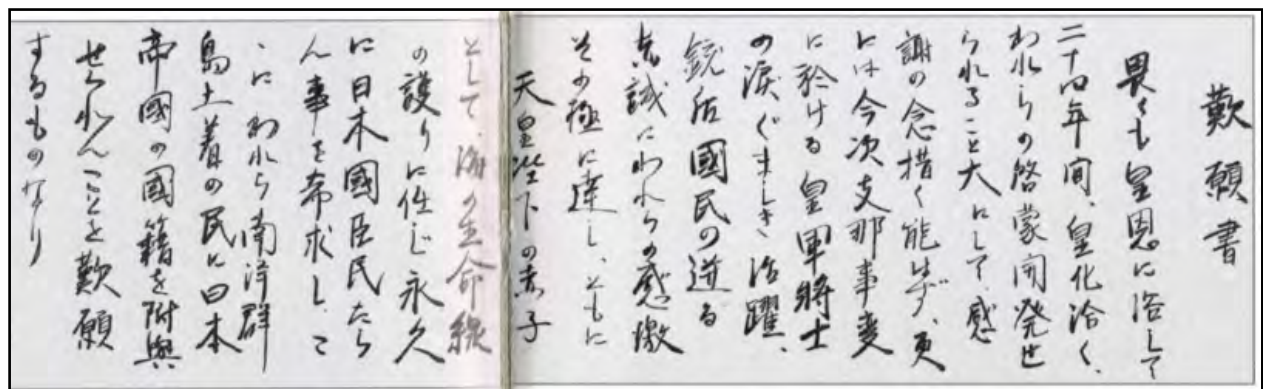 歎願書
畏くも皇恩に浴して
二十四年間、皇化洽く、
われらの啓蒙開発せ
られること大にして、感
謝の念措く能はず、更
には今次支那事変
に於ける皇軍將士
の涙ぐましき活躍、
銃后國民の迸る
赤誠にわれらの感激
その極に達し、ともに
天皇陛下の赤子
として、海の生命線
の護りに任じ永久
に日本國臣民たら
ん事を希求し、こ
ゝにわれら南洋群
島土着の民に日本
帝國の國籍を附與
せられんことを歎願
するものなり